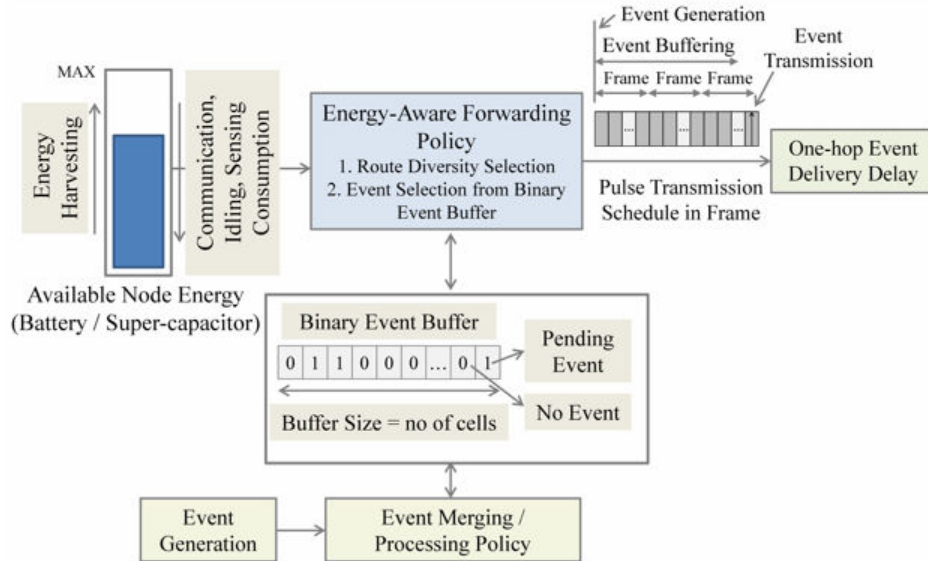 MAX
Energy
Harvesting
Communication,
Idling, Sensing
Consumption
Available Node Energy
(Battery / Super-capacitor)
Energy-Aware Forwarding
Policy
1. Route Diversity Selection
2. Event Selection from Binary
Event Buffer
Event Generation
Event Buffering
Frame Frame Frame
Event
Transmission
... ... ...
Pulse Transmission
Schedule in Frame
One-hop Event
Delivery Delay
Binary Event Buffer
0 1 1 0 0 0 ... 0 1
Buffer Size = no of cells
Pending
Event
No Event
Event
Generation
Event Merging /
Processing Policy